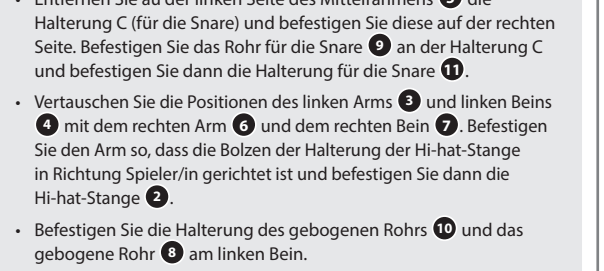 • Entfernen Sie auf der linken Seite des Mittelrahmens 5 die
Halterung C (für die Snare) und befestigen Sie diese auf der rechten
Seite. Befestigen Sie das Rohr für die Snare 9 an der Halterung C
und befestigen Sie dann die Halterung für die Snare 11.
• Vertauschen Sie die Positionen des linken Arms 3 und linken Beins
4 mit dem rechten Arm 6 und dem rechten Bein 7. Befestigen
Sie den Arm so, dass die Bolzen der Halterung der Hi-hat-Stange
in Richtung Spieler/in gerichtet ist und befestigen Sie dann die
Hi-hat-Stange 2.
• Befestigen Sie die Halterung des gebogenen Rohrs 10 und das
gebogene Rohr 8 am linken Bein.